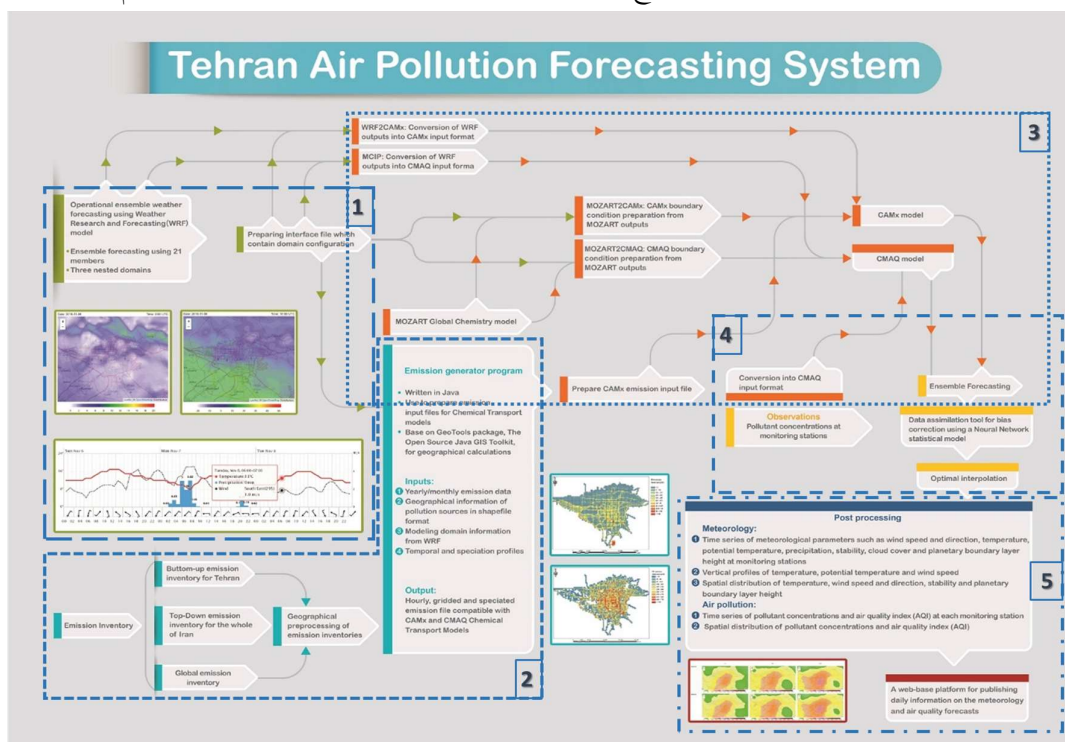 Tehran Air Pollution Forecasting System
WRF2CAMx: Conversion of WRF
outputs into CAMx input format
MCIP: Conversion of WRF
outputs into CMAQ input forma
3
1
Operational ensemble weather
forecasting using Weather
Research and Forecasting(WRF)
model
• Ensemble forecasting using 21
members
• Three nested domains
Preparing interface file which
contain domain configuration
MOZART2CAMx: CAMx boundary
condition preparation from
MOZART outputs
MOZART2CMAQ: CMAQ boundary
condition preparation from
MOZART outputs
CAMx model
CMAQ model
MOZART Global Chemistry model
4
Emission generator program
• Written in Java
• Use to prepare emission
input files for Chemical Transport
models
• Base on GeoTools package, The
Open Source Java GIS Toolkit,
for geographical calculations
Inputs:
1 Yearly/monthly emission data
2 Geographical information of
pollution sources in shapefile
format
3 Modeling domain information
from WRF
4 Temporal and speciation profiles
Output:
Hourly, gridded and speciated
emission file compatible with
CAMx and CMAQ Chemical
Transport Models
Prepare CAMx emission input file
Conversion into CMAQ
input format
Ensemble Forecasting
Observations
Pollutant concentrations at
monitoring stations
Data assimilation tool for bias
correction using a Neural Network
statistical model
Optimal interpolation
Emission Inventory
Buttom-up emission
inventory for Tehran
Top-Down emission
inventory for the whole
of Iran
Global emission
inventory
Geographical
preprocessing of
emission inventories
2
Post processing
Meteorology:
1 Time series of meteorological parameters such as wind speed and direction, temperature,
potential temperature, precipitation, stability, cloud cover and planetary boundary layer
height at monitoring stations
2 Vertical profiles of temperature, potential temperature and wind speed
3 Spatial distribution of temperature, wind speed and direction, stability and planetary
boundary layer height
Air pollution:
1 Time series of pollutant concentrations and air quality index (AQI) at each monitoring station
2 Spatial distribution of pollutant concentrations and air quality index (AQI)
5
A web-base platform for publishing
daily information on the meteorology
and air quality forecasts